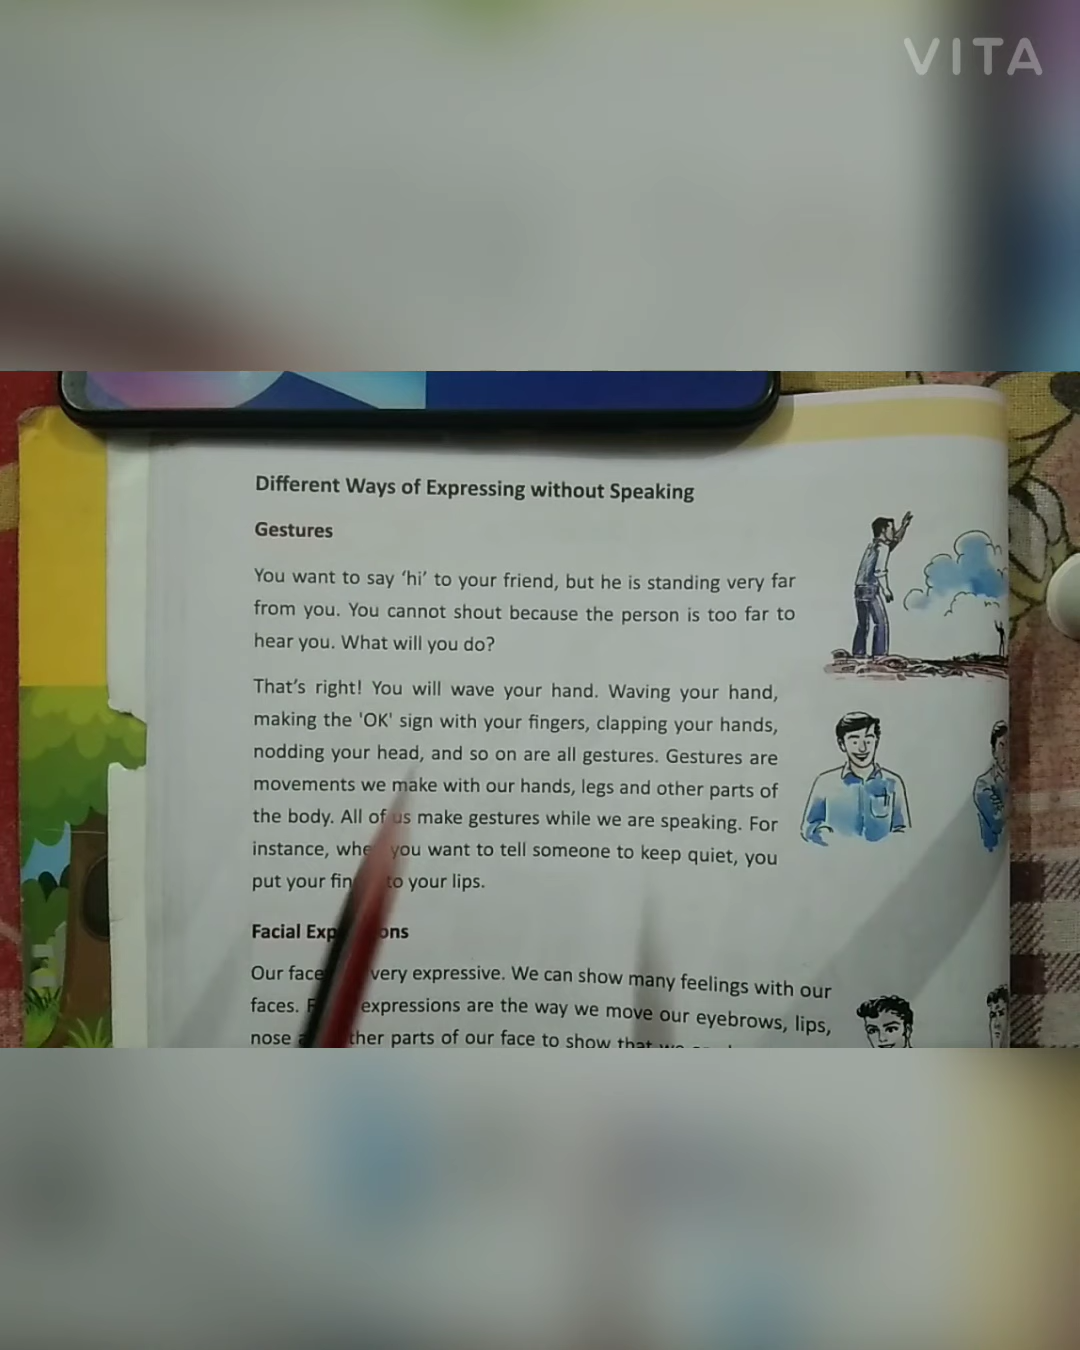 VITA
Different Ways of Expressing without Speaking
Gestures
You want to say ‘hi’ to your friend, but he is standing very far
from you. You cannot shout because the person is too far to
hear you. What will you do?
That’s right! You will wave your hand. Waving your hand,
making the 'OK' sign with your fingers, clapping your hands,
nodding your head, and so on are all gestures. Gestures are
movements we make with our hands, legs and other parts of
the body. All of us make gestures while we are speaking. For
instance, you want to tell someone to keep quiet, you
put your to your lips.
Facial
Our very expressive. We can show many feelings with our
faces. expressions are the way we move our eyebrows, lips,
nose parts of our face to show that